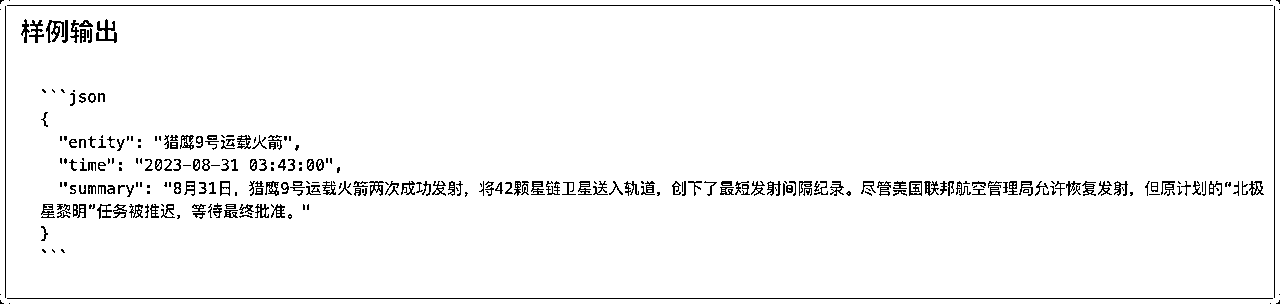 样例输出
```json
{
  "entity": "猎鹰9号运载火箭",
  "time": "2023-08-31 03:43:00",
  "summary": "8月31日，猎鹰9号运载火箭两次成功发射，将42颗星链卫星送入轨道，创下了最短发射间隔纪录。尽管美国联邦航空管理局允许恢复发射，但原计划的“北极
星黎明”任务被推迟，等待最终批准。"
}
```